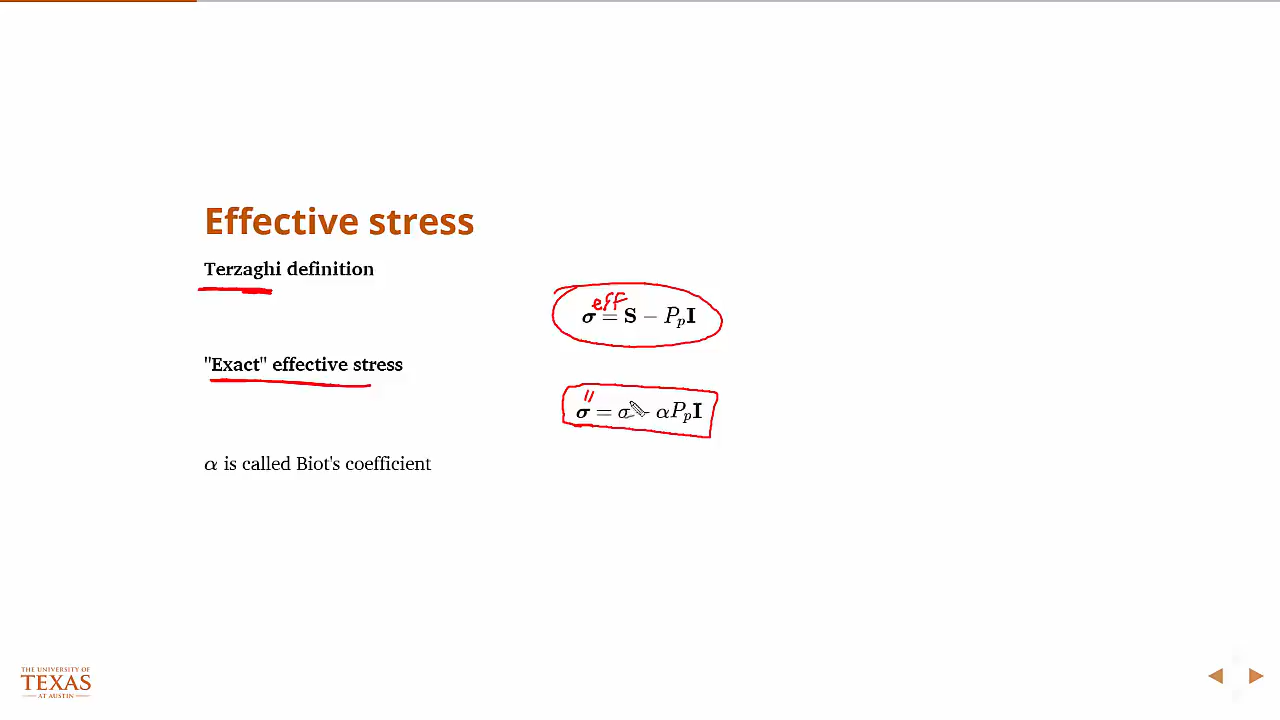 Effective stress
Terzaghi definition
σ^eff = S − P_p I
"Exact" effective stress
σ'' = σ − αP_p I
α is called Biot's coefficient
THE UNIVERSITY OF
TEXAS
AT AUSTIN